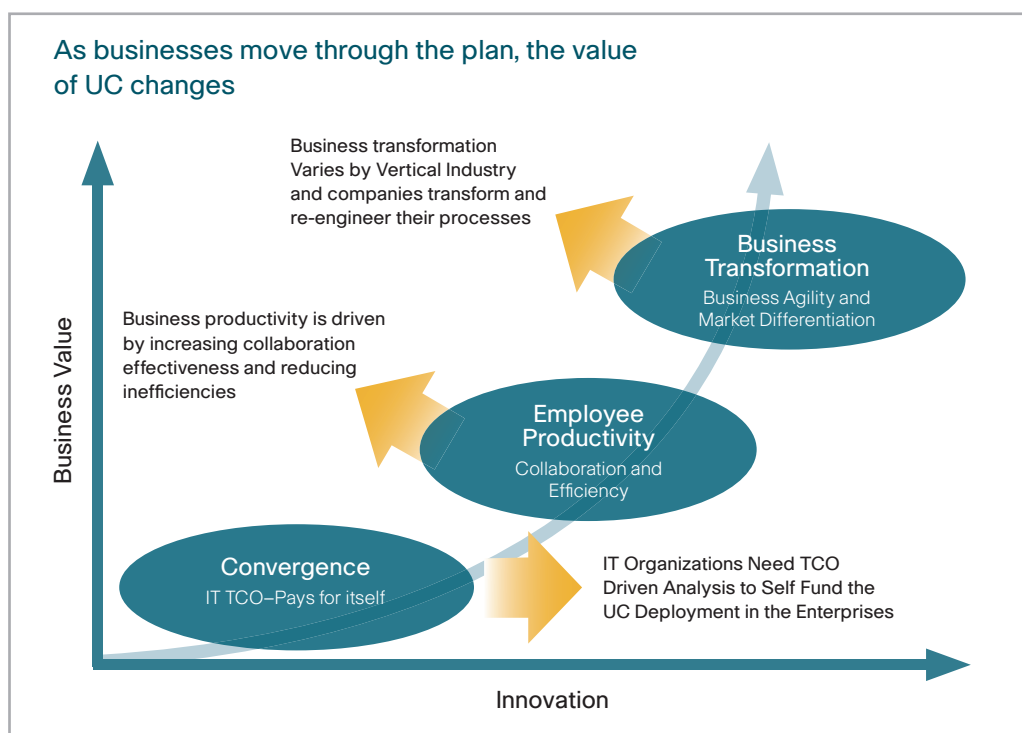 As businesses move through the plan, the value
of UC changes
Business transformation
Varies by Vertical Industry
and companies transform and
re-engineer their processes
Business
Transformation
Business Agility and
Market Differentiation
Business productivity is driven
by increasing collaboration
effectiveness and reducing
inefficiencies
Employee
Productivity
Collaboration and
Efficiency
Business Value
Convergence
IT TCO–Pays for itself
IT Organizations Need TCO
Driven Analysis to Self Fund the
UC Deployment in the Enterprises
Innovation